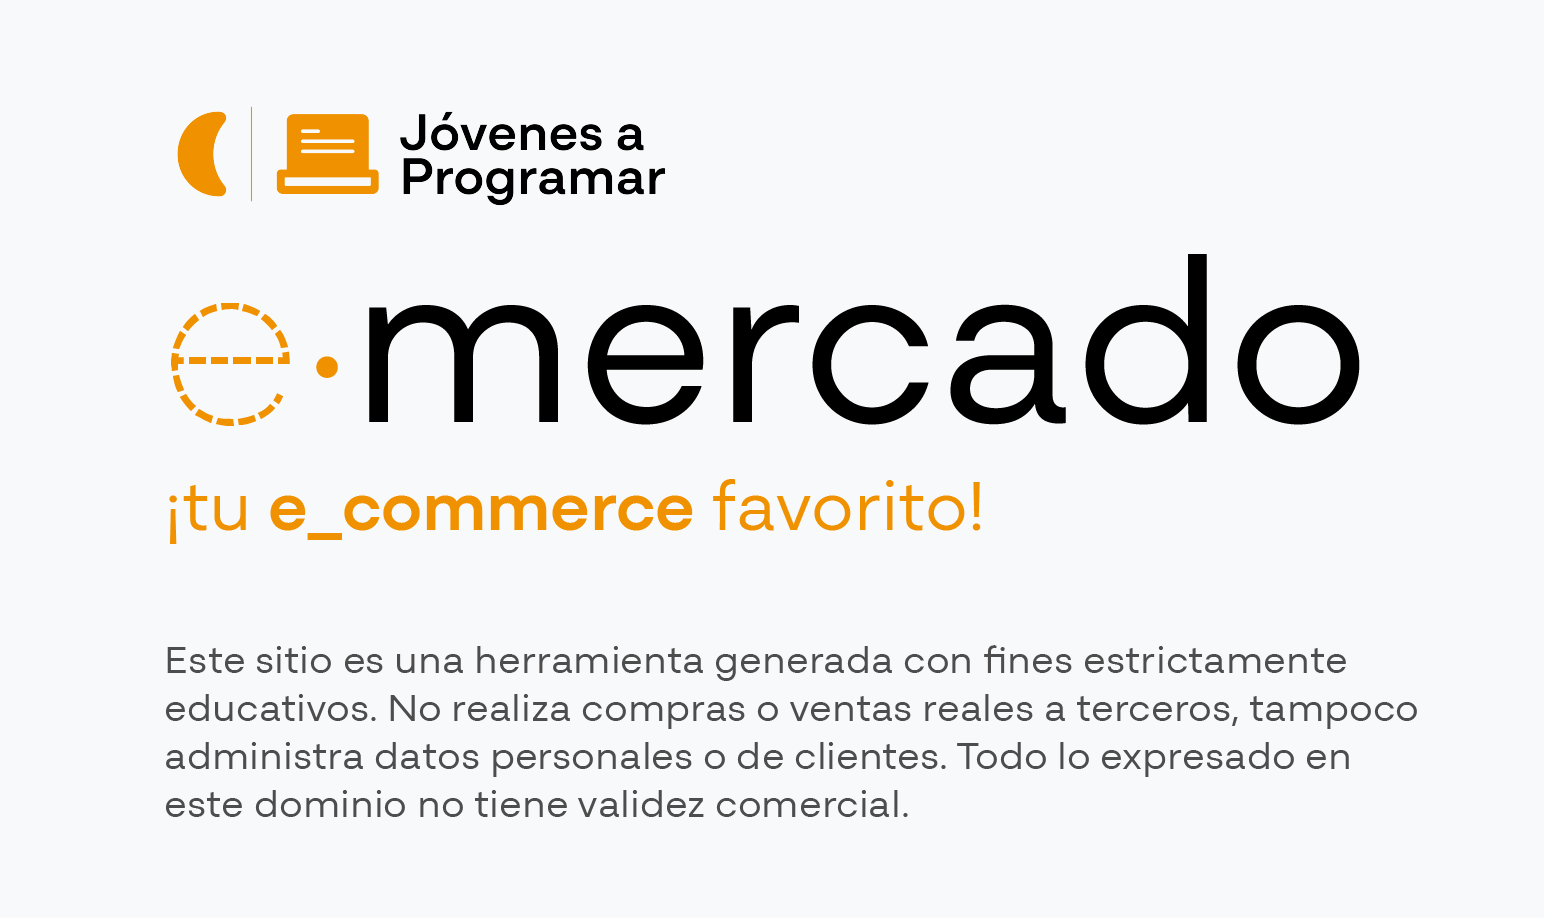 Jóvenes a
Programar
e·mercado
¡tu e_commerce favorito!
Este sitio es una herramienta generada con fines estrictamente
educativos. No realiza compras o ventas reales a terceros, tampoco
administra datos personales o de clientes. Todo lo expresado en
este dominio no tiene validez comercial.